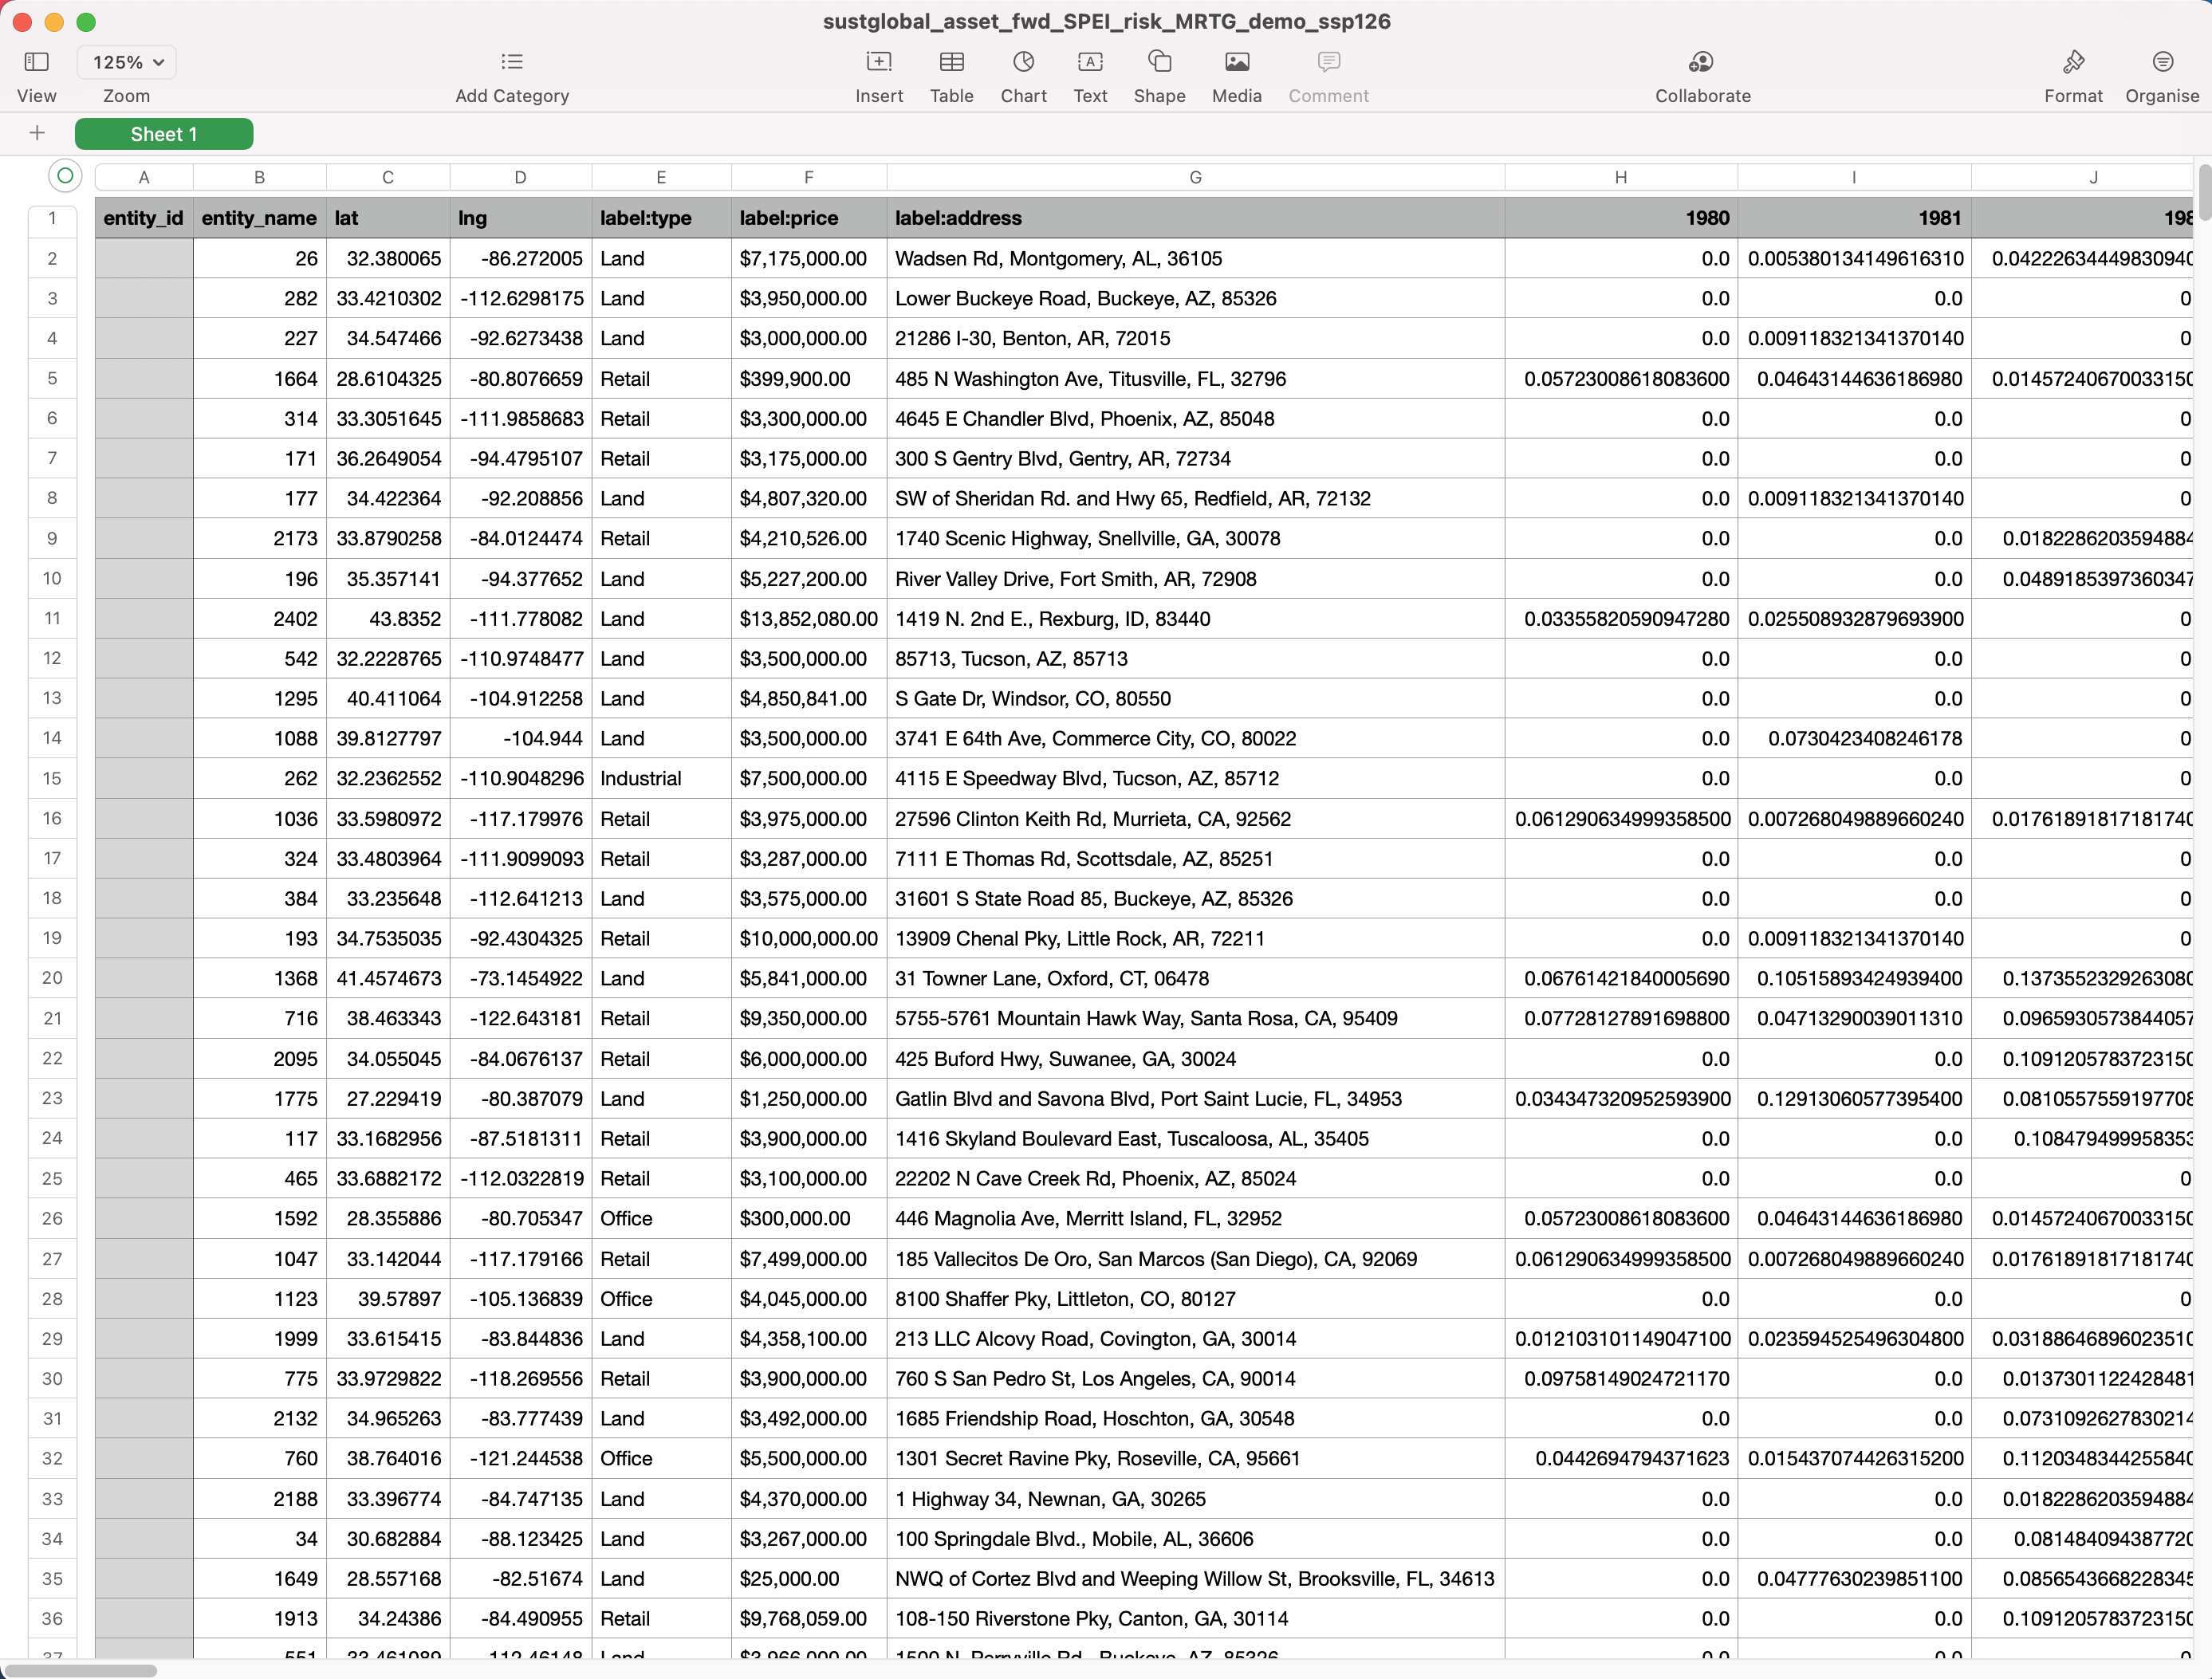 sustglobal_asset_fwd_SPEI_risk_MRTG_demo_ssp126
125%
View Zoom Add Category Insert Table Chart Text Shape Media Comment Collaborate Format Organise
Sheet 1
A B C D E F G H I J
1 entity_id entity_name lat lng label:type label:price label:address 1980 1981 198
2 26 32.380065 -86.272005 Land $7,175,000.00 Wadsen Rd, Montgomery, AL, 36105 0.0 0.005380134149616310 0.0422263444983094
3 282 33.4210302 -112.6298175 Land $3,950,000.00 Lower Buckeye Road, Buckeye, AZ, 85326 0.0 0.0 0
4 227 34.547466 -92.6273438 Land $3,000,000.00 21286 I-30, Benton, AR, 72015 0.0 0.009118321341370140 0
5 1664 28.6104325 -80.8076659 Retail $399,900.00 485 N Washington Ave, Titusville, FL, 32796 0.05723008618083600 0.04643144636186980 0.0145724067003315
6 314 33.3051645 -111.9858683 Retail $3,300,000.00 4645 E Chandler Blvd, Phoenix, AZ, 85048 0.0 0.0 0
7 171 36.2649054 -94.4795107 Retail $3,175,000.00 300 S Gentry Blvd, Gentry, AR, 72734 0.0 0.0 0
8 177 34.422364 -92.208856 Land $4,807,320.00 SW of Sheridan Rd. and Hwy 65, Redfield, AR, 72132 0.0 0.009118321341370140 0
9 2173 33.8790258 -84.0124474 Retail $4,210,526.00 1740 Scenic Highway, Snellville, GA, 30078 0.0 0.0 0.0182286203594884
10 196 35.357141 -94.377652 Land $5,227,200.00 River Valley Drive, Fort Smith, AR, 72908 0.0 0.0 0.0489185397360347
11 2402 43.8352 -111.778082 Land $13,852,080.00 1419 N. 2nd E., Rexburg, ID, 83440 0.03355820590947280 0.025508932879693900 0
12 542 32.2228765 -110.9748477 Land $3,500,000.00 85713, Tucson, AZ, 85713 0.0 0.0 0
13 1295 40.411064 -104.912258 Land $4,850,841.00 S Gate Dr, Windsor, CO, 80550 0.0 0.0 0
14 1088 39.8127797 -104.944 Land $3,500,000.00 3741 E 64th Ave, Commerce City, CO, 80022 0.0 0.0730423408246178 0
15 262 32.2362552 -110.9048296 Industrial $7,500,000.00 4115 E Speedway Blvd, Tucson, AZ, 85712 0.0 0.0 0
16 1036 33.5980972 -117.179976 Retail $3,975,000.00 27596 Clinton Keith Rd, Murrieta, CA, 92562 0.061290634999358500 0.007268049889660240 0.0176189181718174
17 324 33.4803964 -111.9099093 Retail $3,287,000.00 7111 E Thomas Rd, Scottsdale, AZ, 85251 0.0 0.0 0
18 384 33.235648 -112.641213 Land $3,575,000.00 31601 S State Road 85, Buckeye, AZ, 85326 0.0 0.0 0
19 193 34.7535035 -92.4304325 Retail $10,000,000.00 13909 Chenal Pky, Little Rock, AR, 72211 0.0 0.009118321341370140 0
20 1368 41.4574673 -73.1454922 Land $5,841,000.00 31 Towner Lane, Oxford, CT, 06478 0.06761421840005690 0.10515893424939400 0.137355232926308
21 716 38.463343 -122.643181 Retail $9,350,000.00 5755-5761 Mountain Hawk Way, Santa Rosa, CA, 95409 0.07728127891698800 0.04713290039011310 0.0965930573844057
22 2095 34.055045 -84.0676137 Retail $6,000,000.00 425 Buford Hwy, Suwanee, GA, 30024 0.0 0.0 0.109120578372315
23 1775 27.229419 -80.387079 Land $1,250,000.00 Gatlin Blvd and Savona Blvd, Port Saint Lucie, FL, 34953 0.034347320952593900 0.12913060577395400 0.0810557559197708
24 117 33.1682956 -87.5181311 Retail $3,900,000.00 1416 Skyland Boulevard East, Tuscaloosa, AL, 35405 0.0 0.0 0.108479499958353
25 465 33.6882172 -112.0322819 Retail $3,100,000.00 22202 N Cave Creek Rd, Phoenix, AZ, 85024 0.0 0.0 0
26 1592 28.355886 -80.705347 Office $300,000.00 446 Magnolia Ave, Merritt Island, FL, 32952 0.05723008618083600 0.04643144636186980 0.0145724067003315
27 1047 33.142044 -117.179166 Retail $7,499,000.00 185 Vallecitos De Oro, San Marcos (San Diego), CA, 92069 0.061290634999358500 0.007268049889660240 0.0176189181718174
28 1123 39.57897 -105.136839 Office $4,045,000.00 8100 Shaffer Pky, Littleton, CO, 80127 0.0 0.0 0
29 1999 33.615415 -83.844836 Land $4,358,100.00 213 LLC Alcovy Road, Covington, GA, 30014 0.012103101149047100 0.023594525496304800 0.0318864689602351
30 775 33.9729822 -118.269556 Retail $3,900,000.00 760 S San Pedro St, Los Angeles, CA, 90014 0.09758149024721170 0.0 0.0137301122428481
31 2132 34.965263 -83.777439 Land $3,492,000.00 1685 Friendship Road, Hoschton, GA, 30548 0.0 0.0 0.0731092627830214
32 760 38.764016 -121.244538 Office $5,500,000.00 1301 Secret Ravine Pky, Roseville, CA, 95661 0.0442694794371623 0.015437074426315200 0.112034834425584
33 2188 33.396774 -84.747135 Land $4,370,000.00 1 Highway 34, Newnan, GA, 30265 0.0 0.0 0.0182286203594884
34 34 30.682884 -88.123425 Land $3,267,000.00 100 Springdale Blvd., Mobile, AL, 36606 0.0 0.0 0.08148409438772
35 1649 28.557168 -82.51674 Land $25,000.00 NWQ of Cortez Blvd and Weeping Willow St, Brooksville, FL, 34613 0.0 0.04777630239851100 0.0856543668228345
36 1913 34.24386 -84.490955 Retail $9,768,059.00 108-150 Riverstone Pky, Canton, GA, 30114 0.0 0.0 0.109120578372315